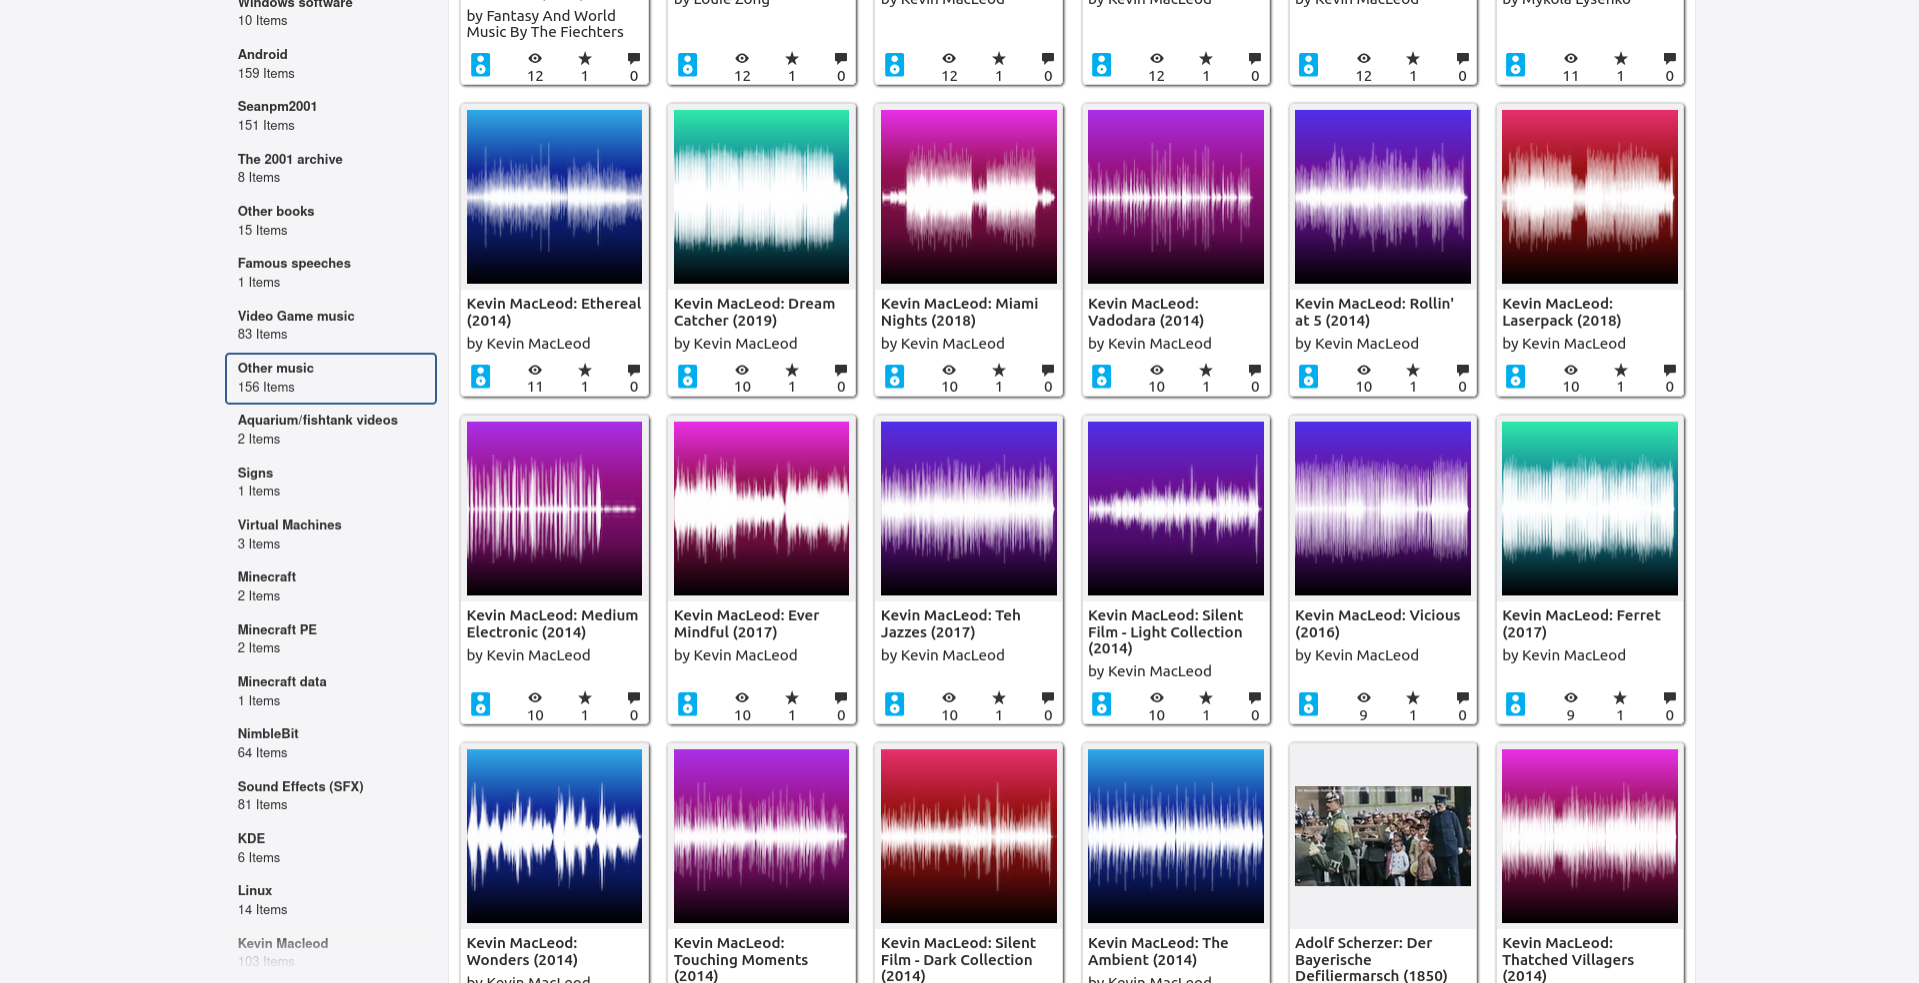 Windows software
10 Items
Android
159 Items
Seanpm2001
151 Items
The 2001 archive
8 Items
Other books
15 Items
Famous speeches
1 Items
Video Game music
83 Items
Other music
156 Items
Aquarium/fishtank videos
2 Items
Signs
1 Items
Virtual Machines
3 Items
Minecraft
2 Items
Minecraft PE
2 Items
Minecraft data
1 Items
NimbleBit
64 Items
Sound Effects (SFX)
81 Items
KDE
6 Items
Linux
14 Items
Kevin Macleod
103 Items
by Fantasy And World
Music By The Fiechters
12 1 0
by Louie Zong
12 1 0
by Kevin MacLeod
12 1 0
by Kevin MacLeod
12 1 0
by Kevin MacLeod
12 1 0
by Mykola Lysenko
11 1 0
Kevin MacLeod: Ethereal
(2014)
by Kevin MacLeod
11 1 0
Kevin MacLeod: Dream
Catcher (2019)
by Kevin MacLeod
10 1 0
Kevin MacLeod: Miami
Nights (2018)
by Kevin MacLeod
10 1 0
Kevin MacLeod:
Vadodara (2014)
by Kevin MacLeod
10 1 0
Kevin MacLeod: Rollin'
at 5 (2014)
by Kevin MacLeod
10 1 0
Kevin MacLeod:
Laserpack (2018)
by Kevin MacLeod
10 1 0
Kevin MacLeod: Medium
Electronic (2014)
by Kevin MacLeod
10 1 0
Kevin MacLeod: Ever
Mindful (2017)
by Kevin MacLeod
10 1 0
Kevin MacLeod: Teh
Jazzes (2017)
by Kevin MacLeod
10 1 0
Kevin MacLeod: Silent
Film - Light Collection
(2014)
by Kevin MacLeod
10 1 0
Kevin MacLeod: Vicious
(2016)
by Kevin MacLeod
9 1 0
Kevin MacLeod: Ferret
(2017)
by Kevin MacLeod
9 1 0
Kevin MacLeod:
Wonders (2014)
by Kevin MacLeod
Kevin MacLeod:
Touching Moments
(2014)
Kevin MacLeod: Silent
Film - Dark Collection
(2014)
Kevin MacLeod: The
Ambient (2014)
by Kevin MacLeod
Adolf Scherzer: Der
Bayerische
Defiliermarsch (1850)
Kevin MacLeod:
Thatched Villagers
(2014)